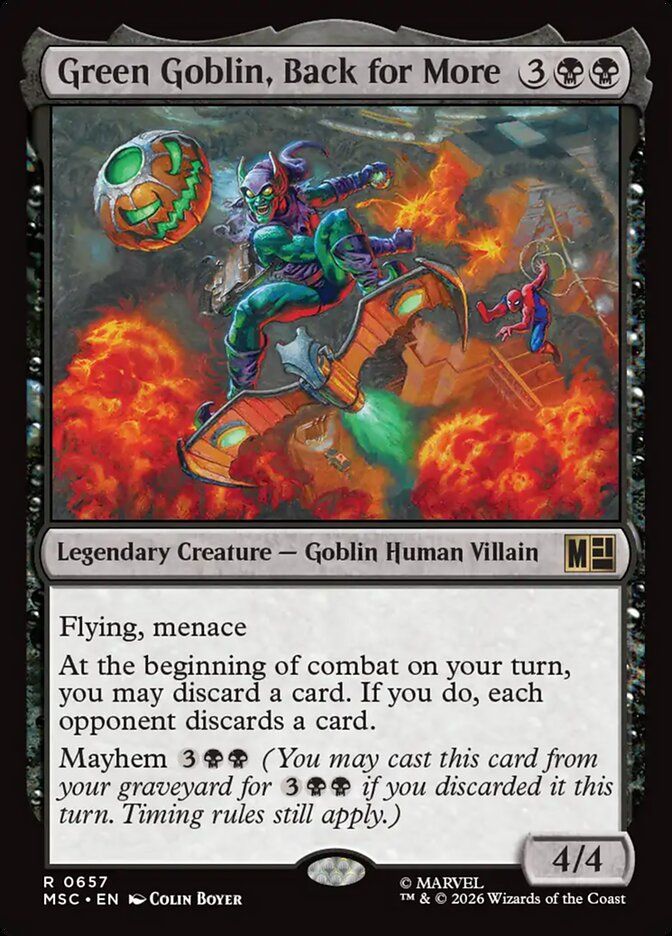 Green Goblin, Back for More 3
Legendary Creature — Goblin Human Villain
Flying, menace
At the beginning of combat on your turn,
you may discard a card. If you do, each
opponent discards a card.
Mayhem 3 (You may cast this card from
your graveyard for 3 if you discarded it this
turn. Timing rules still apply.)
4/4
R 0657
MSC • EN Colin Boyer
© MARVEL
™ & © 2026 Wizards of the Coast